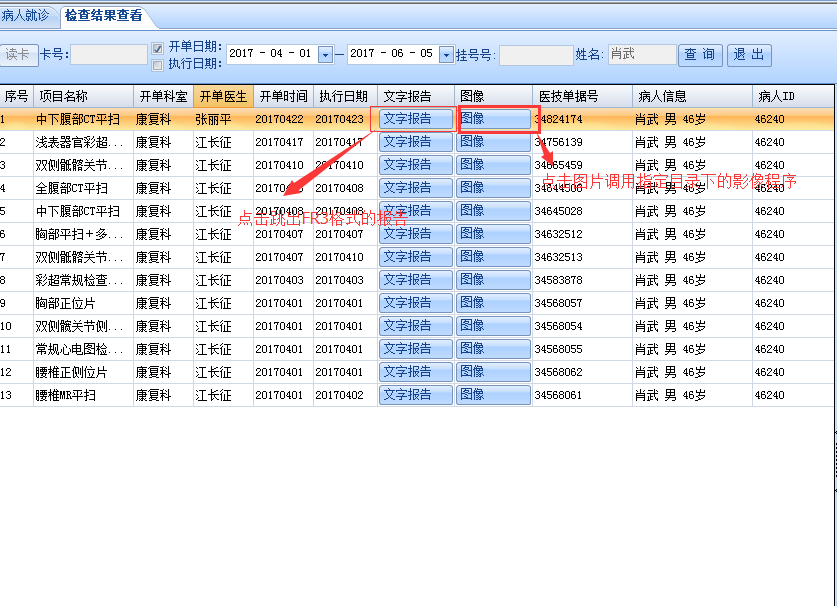 病人就诊 检查结果查看
读卡 卡号: 开单日期: 2017 - 04 - 01 — 2017 - 06 - 05 挂号号: 姓名: 肖武 查 询 退 出
执行日期:
序号 项目名称 开单科室 开单医生 开单时间 执行日期 文字报告 图像 医技单据号 病人信息 病人ID
1 中下腹部CT平扫 康复科 张丽平 20170422 20170423 文字报告 图像 34824174 肖武 男 46岁 46240
2 浅表器官彩超... 康复科 江长征 20170417 20170417 文字报告 图像 34756139 肖武 男 46岁 46240
3 双侧骶髂关节... 康复科 江长征 20170410 20170410 文字报告 图像 34665459 肖武 男 46岁 46240
点击图片调用指定目录下的影像程序
4 全腹部CT平扫 康复科 江长征 20170408 文字报告 图像 肖武 男 46岁 46240
5 中下腹部CT平扫 康复科 江长征 20170408 20170408 文字报告 图像 34645028 肖武 男 46岁 46240
点击跳出FR3格式的报告
6 胸部平扫＋多... 康复科 江长征 20170407 20170407 文字报告 图像 34632512 肖武 男 46岁 46240
7 双侧骶髂关节... 康复科 江长征 20170407 20170410 文字报告 图像 34632513 肖武 男 46岁 46240
8 彩超常规检查... 康复科 江长征 20170403 20170403 文字报告 图像 34583878 肖武 男 46岁 46240
9 胸部正位片 康复科 江长征 20170401 20170401 文字报告 图像 34568057 肖武 男 46岁 46240
10 双侧髋关节侧... 康复科 江长征 20170401 20170401 文字报告 图像 34568054 肖武 男 46岁 46240
11 常规心电图检... 康复科 江长征 20170401 20170401 文字报告 图像 34568055 肖武 男 46岁 46240
12 腰椎正侧位片 康复科 江长征 20170401 20170401 文字报告 图像 34568062 肖武 男 46岁 46240
13 腰椎MR平扫 康复科 江长征 20170401 20170402 文字报告 图像 34568061 肖武 男 46岁 46240